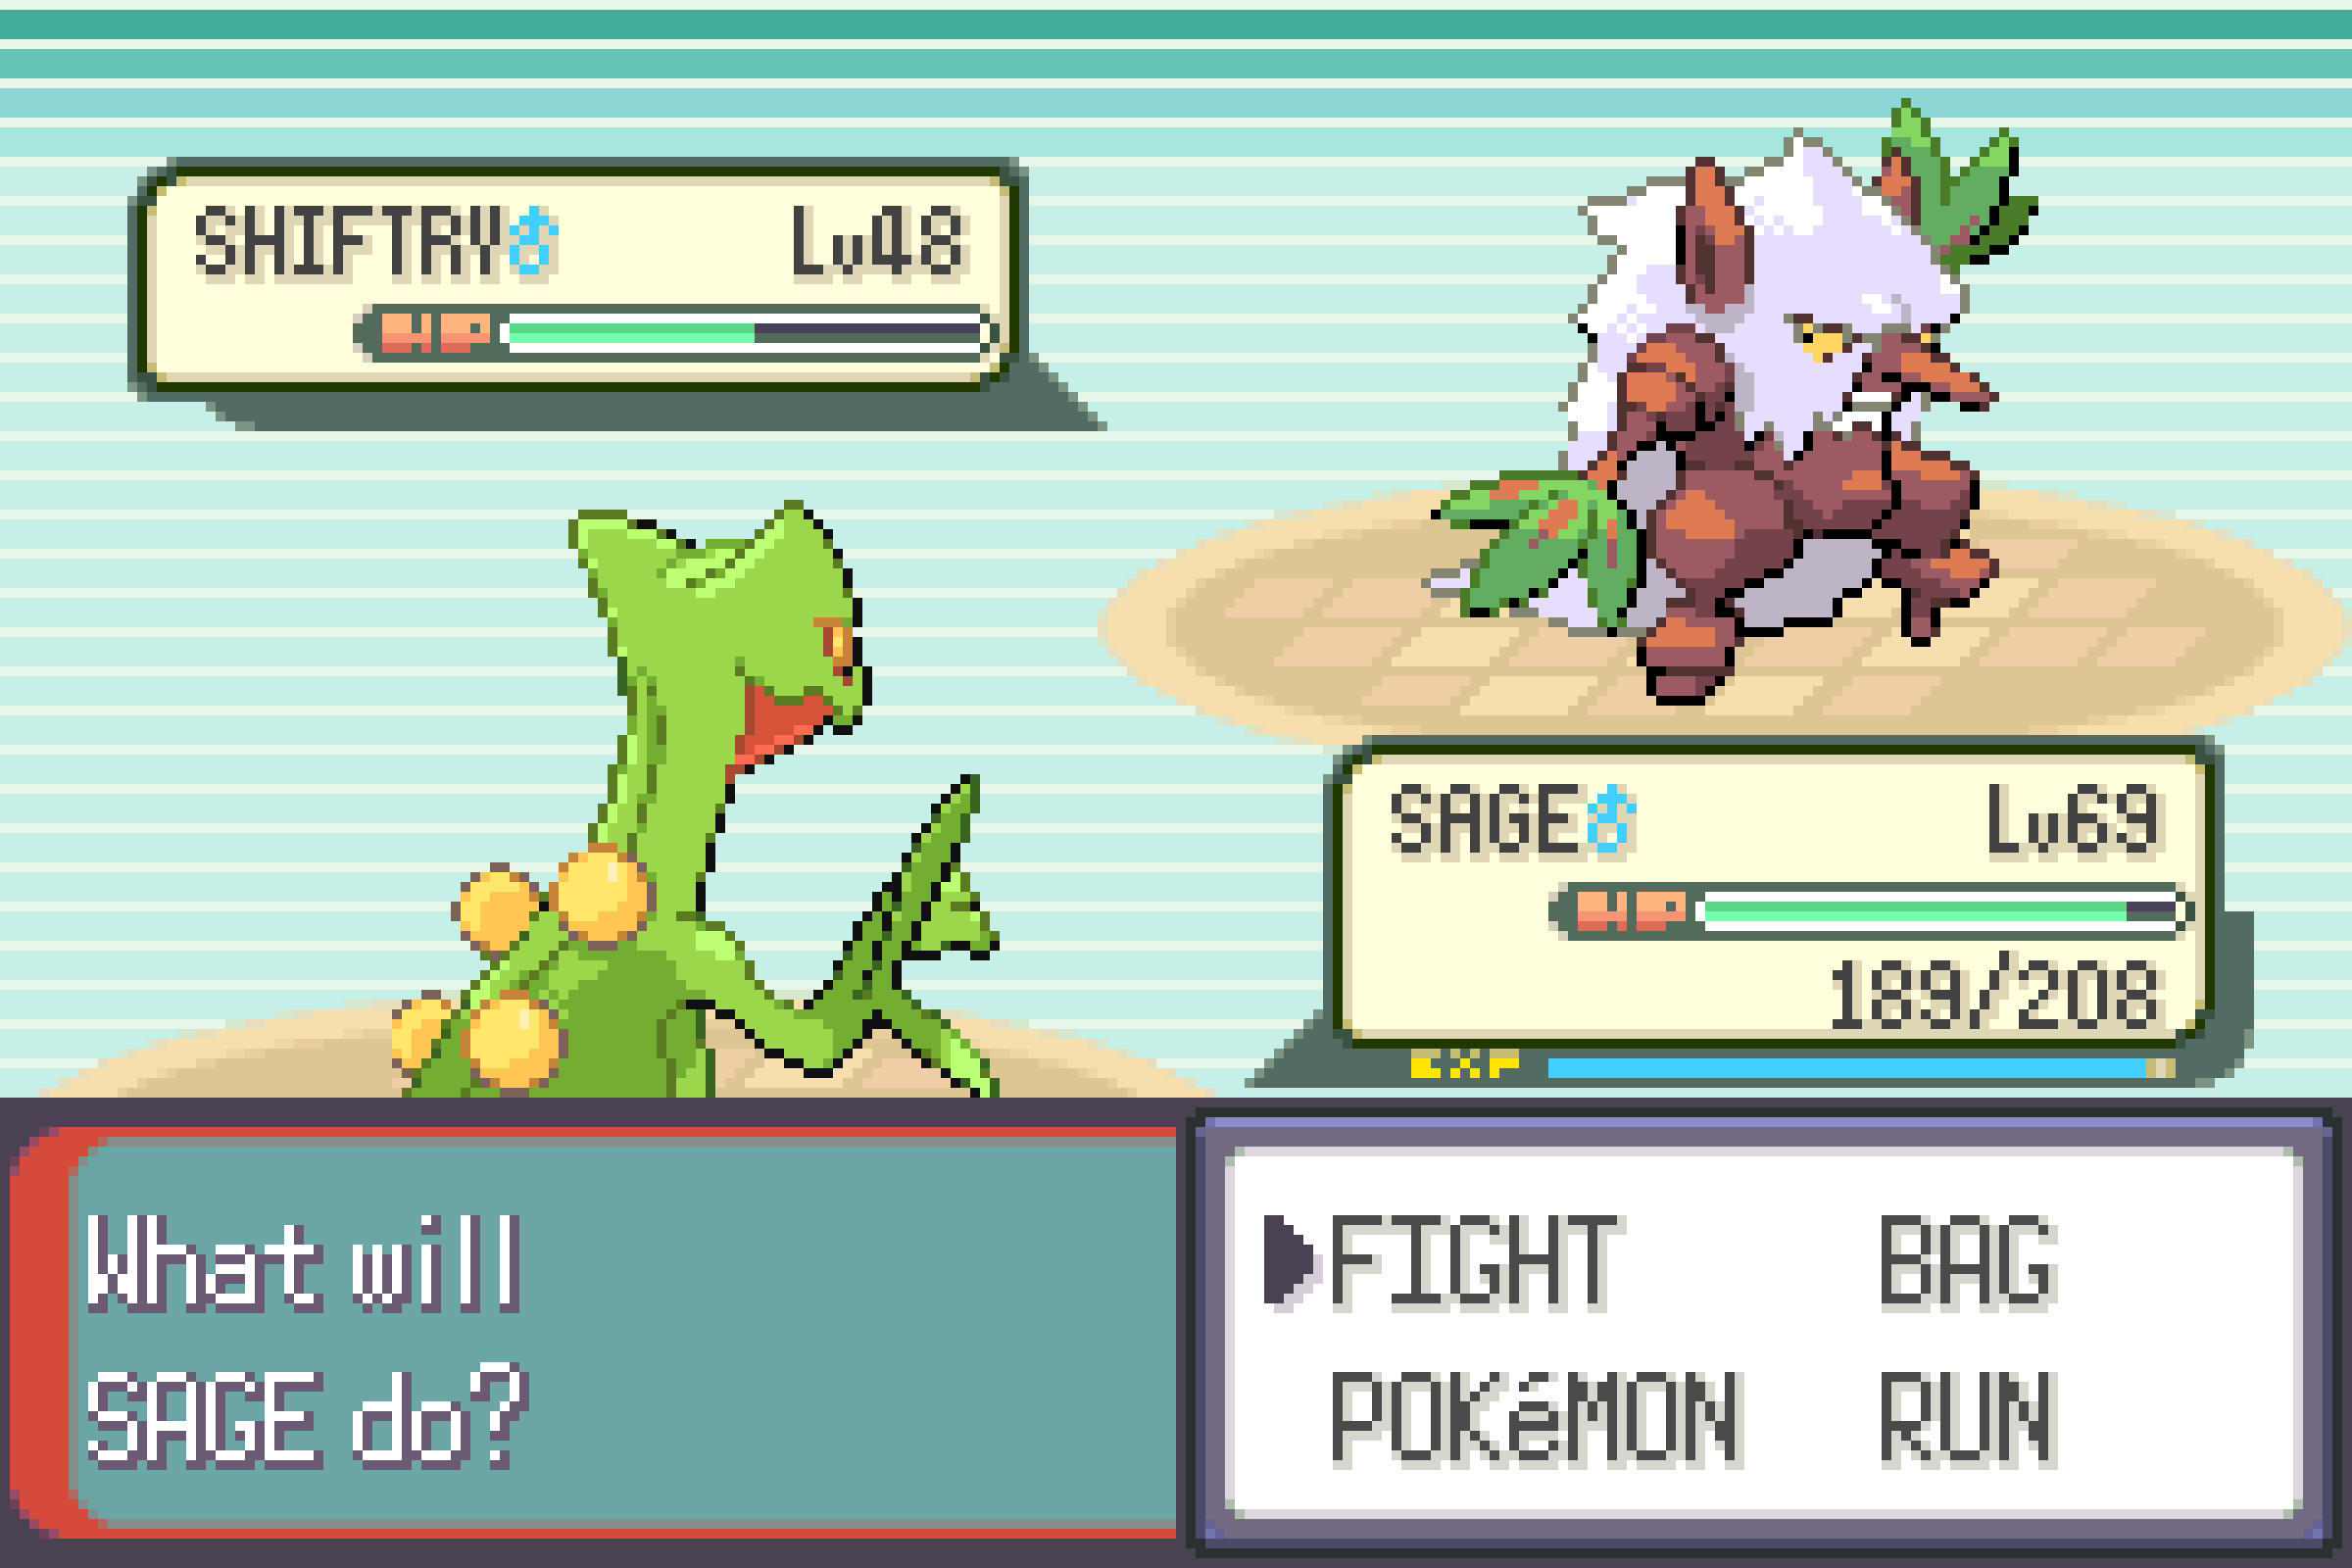 SHIFTRY♂ Lv48
HP
SAGE♂ Lv69
HP
189/208
EXP
What will
SAGE do?
FIGHT BAG
POKéMON RUN